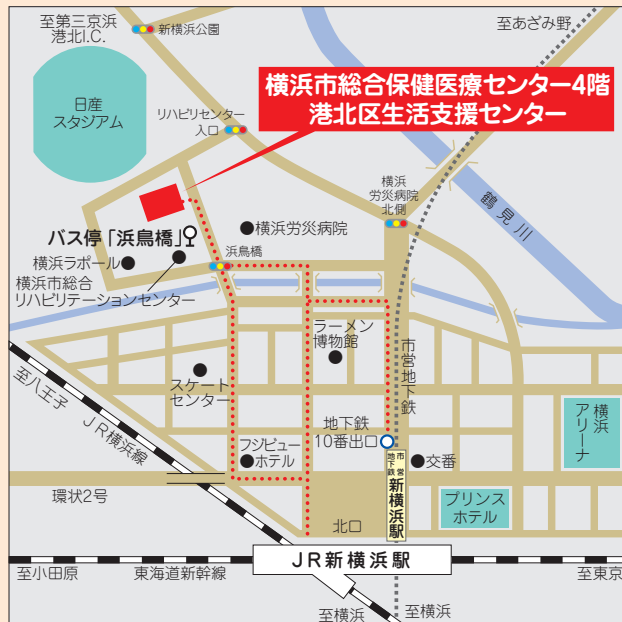 至第三京浜
港北I.C.
新横浜公園
至あざみ野
日産
スタジアム
横浜市総合保健医療センター4階
港北区生活支援センター
リハビリセンター
入口
横浜
労災病院
北側
鶴見川
バス停「浜鳥橋」
横浜労災病院
浜鳥橋
横浜ラポール
横浜市総合
リハビリテーションセンター
ラーメン
博物館
市営地下鉄
スケート
センター
至八王子
JR横浜線
地下鉄
10番出口
横浜
アリーナ
フジビュー
ホテル
市営
地下鉄
新横浜駅
交番
環状2号
プリンス
ホテル
北口
JR新横浜駅
至小田原
東海道新幹線
至東京
至横浜
至横浜